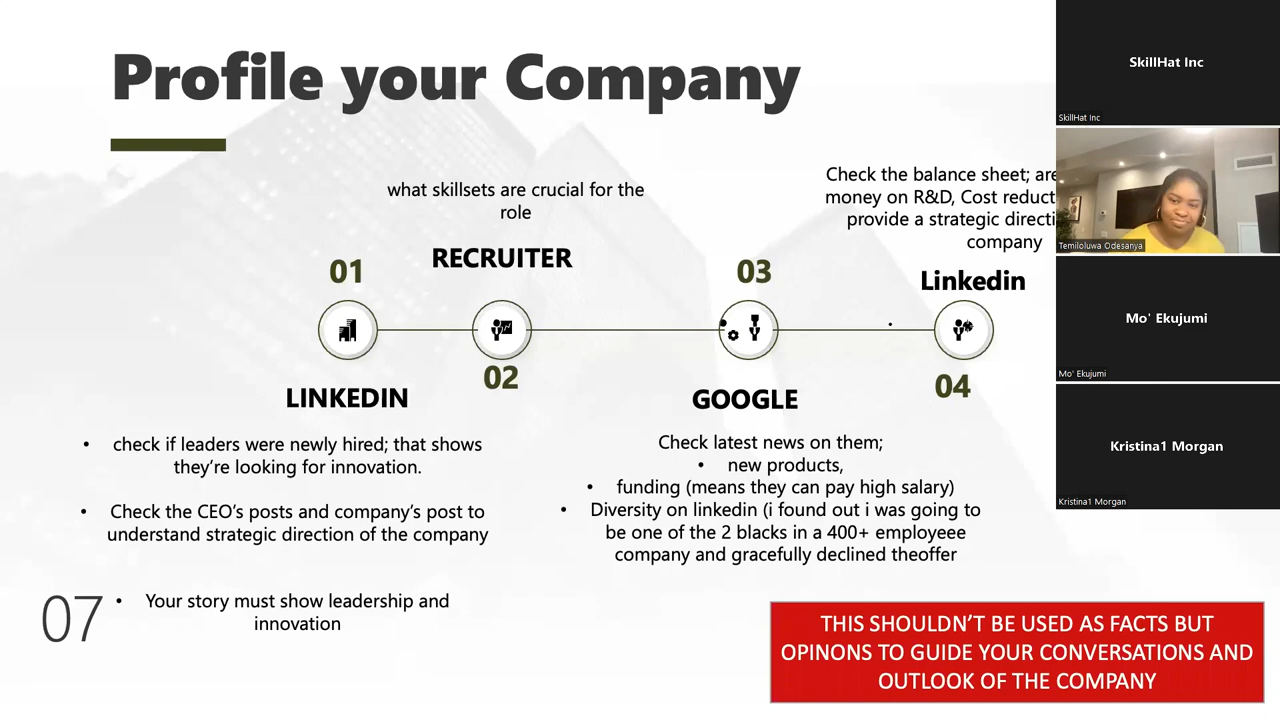 Profile your Company
what skillsets are crucial for the
role
Check the balance sheet; are
money on R&D, Cost reduct
provide a strategic directi
company
01
RECRUITER
03
Linkedin
02
04
LINKEDIN
GOOGLE
• check if leaders were newly hired; that shows
they're looking for innovation.
• Check the CEO's posts and company's post to
understand strategic direction of the company
• Your story must show leadership and
innovation
Check latest news on them;
• new products,
• funding (means they can pay high salary)
• Diversity on linkedin (i found out i was going to
be one of the 2 blacks in a 400+ employeee
company and gracefully declined theoffer
07
THIS SHOULDN'T BE USED AS FACTS BUT
OPINONS TO GUIDE YOUR CONVERSATIONS AND
OUTLOOK OF THE COMPANY
SkillHat Inc
SkillHat Inc
Temiloluwa Odesanya
Mo' Ekujumi
Mo' Ekujumi
Kristina1 Morgan
Kristina1 Morgan